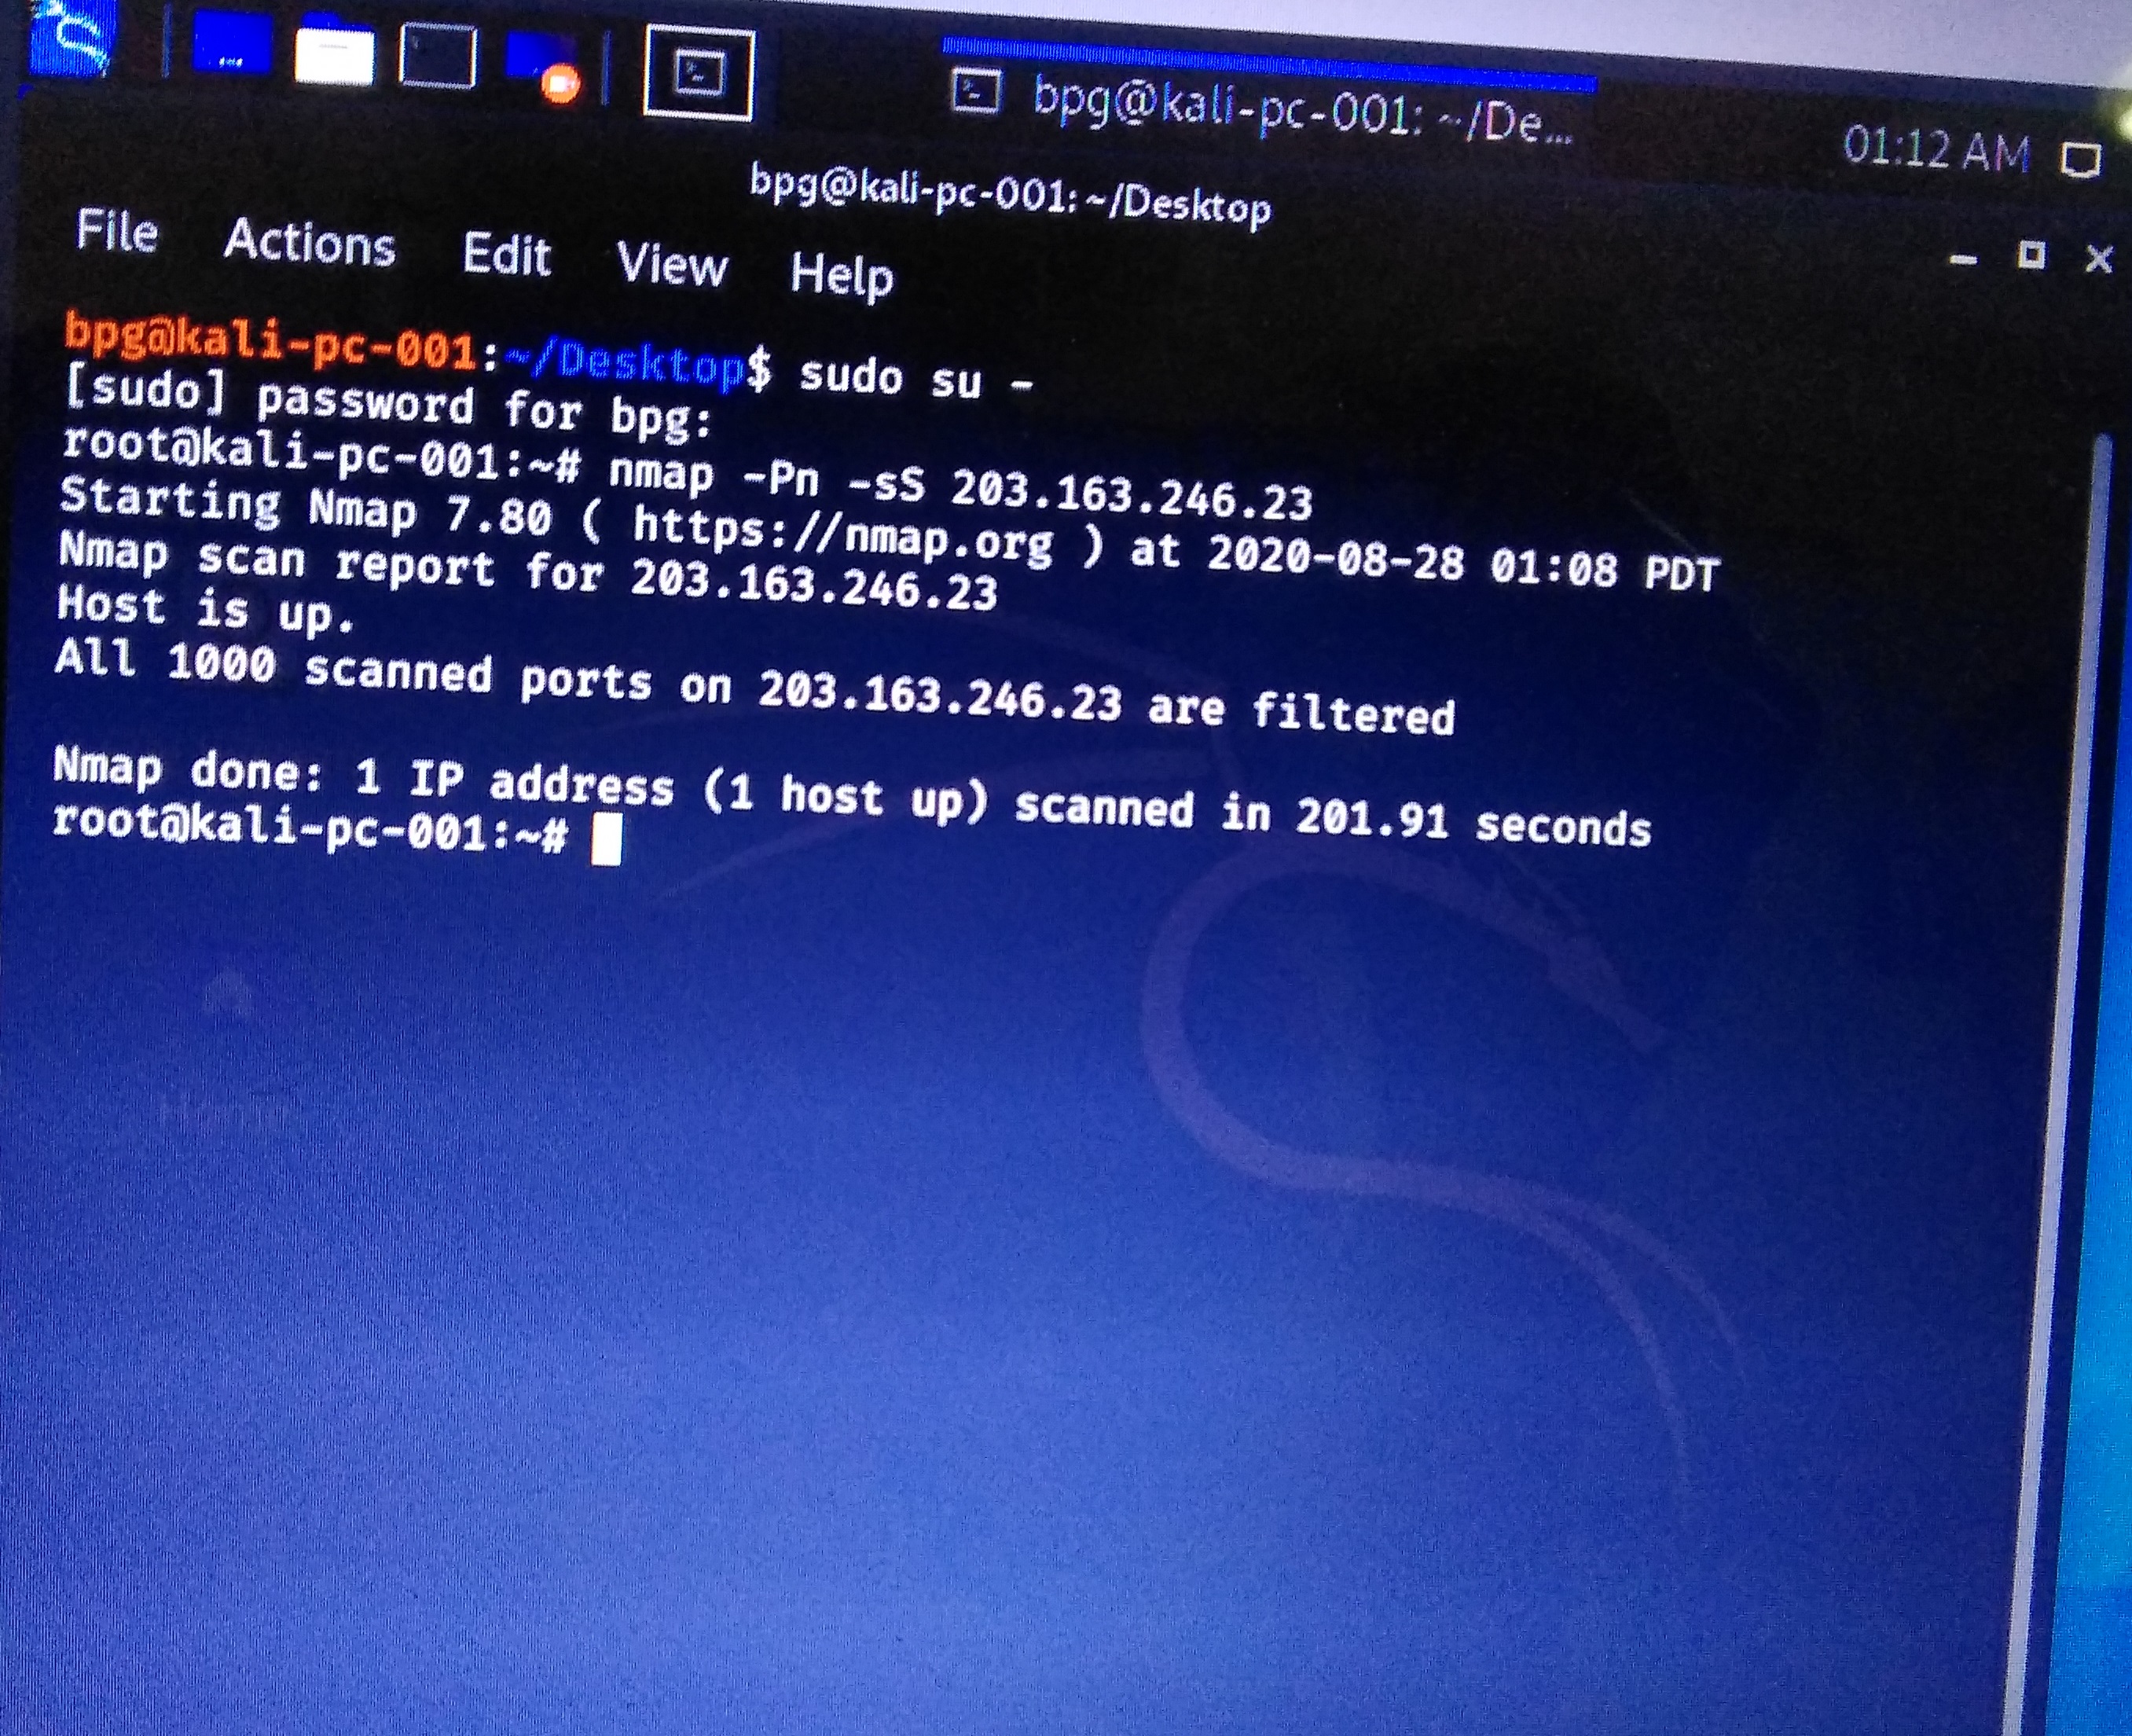 bpg@kali-pc-001: ~/De...
01:12 AM
bpg@kali-pc-001: ~/Desktop
File Actions Edit View Help
bpg@kali-pc-001:~/Desktop$ sudo su -
[sudo] password for bpg:
root@kali-pc-001:~# nmap -Pn -sS 203.163.246.23
Starting Nmap 7.80 ( https://nmap.org ) at 2020-08-28 01:08 PDT
Nmap scan report for 203.163.246.23
Host is up.
All 1000 scanned ports on 203.163.246.23 are filtered
Nmap done: 1 IP address (1 host up) scanned in 201.91 seconds
root@kali-pc-001:~#